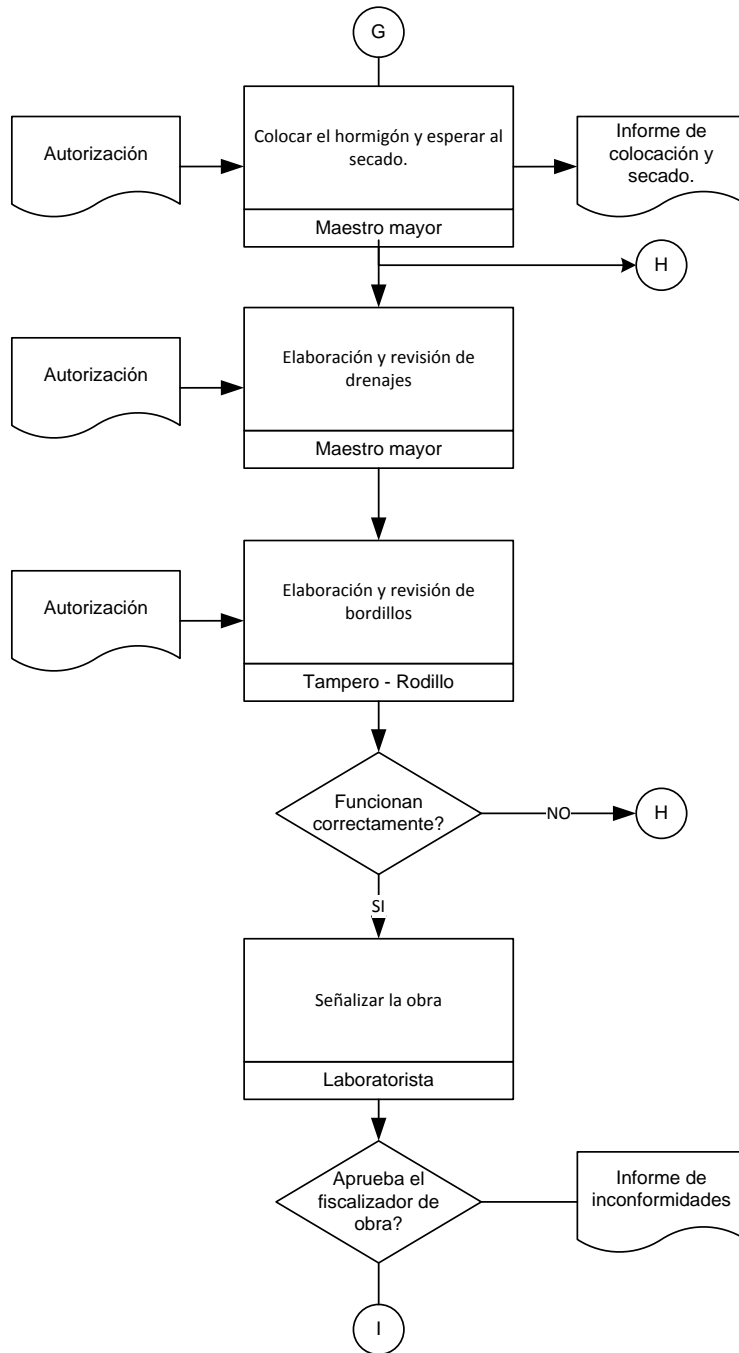 G
Autorización
Colocar el hormigón y esperar al
secado.
Maestro mayor
Informe de
colocación y
secado.
H
Autorización
Elaboración y revisión de
drenajes
Maestro mayor
Autorización
Elaboración y revisión de
bordillos
Tampero - Rodillo
Funcionan
correctamente?
NO
H
SI
Señalizar la obra
Laboratorista
Aprueba el
fiscalizador de
obra?
Informe de
inconformidades
I